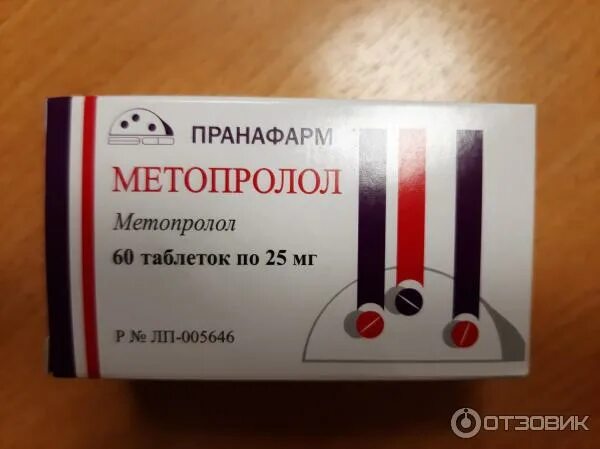 ПРАНАФАРМ
МЕТОПРОЛОЛ
Метопролол
60 таблеток по 25 мг
Р № ЛП-005646
ОТЗОВИК